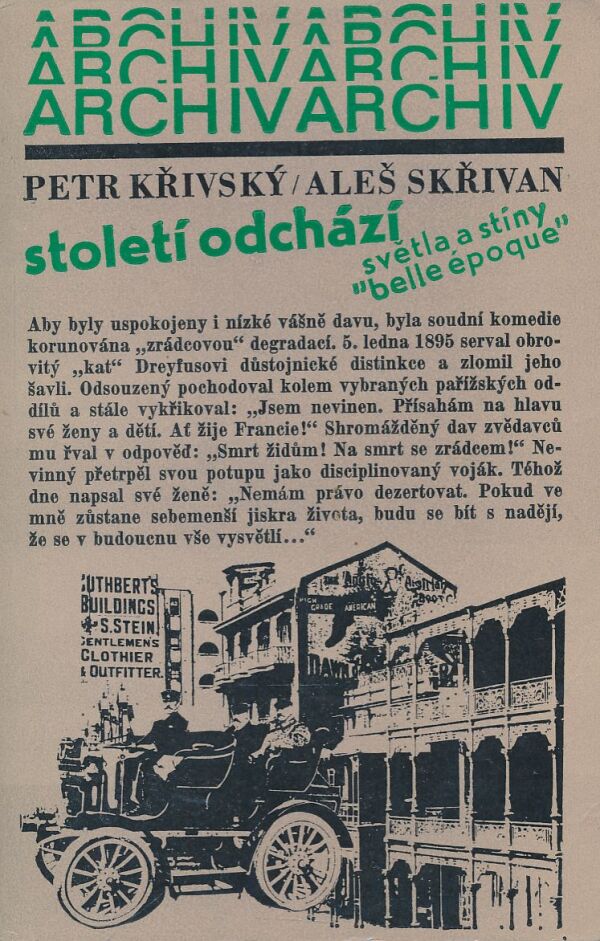 ARCHIVARCHIV
ARCHIVARCHIV
ARCHIVARCHIV
PETR KŘIVSKÝ/ALEŠ SKŘIVAN
století odchází
světla a stíny
"belle époque"
Aby byly uspokojeny i nízké vášně davu, byla soudní komedie
korunována „zrádcovou“ degradací. 5. ledna 1895 serval obro-
vitý „kat“ Dreyfusovi důstojnické distinkce a zlomil jeho
šavli. Odsouzený pochodoval kolem vybraných pařížských od-
dílů a stále vykřikoval: „Jsem nevinen. Přísahám na hlavu
své ženy a dětí. Ať žije Francie!“ Shromážděný dav zvědavců
mu řval v odpověď: „Smrt židům! Na smrt se zrádcem!“ Ne-
vinný přetrpěl svou potupu jako disciplinovaný voják. Téhož
dne napsal své ženě: „Nemám právo dezertovat. Pokud ve
mně zůstane sebemenší jiskra života, budu se bít s nadějí,
že se v budoucnu vše vysvětlí...“
CUTHBERT'S
BUILDINGS
S. STEIN
GENTLEMEN'S
CLOTHIER
& OUTFITTER.
HIGH
GRADE AMERICAN
DAWN